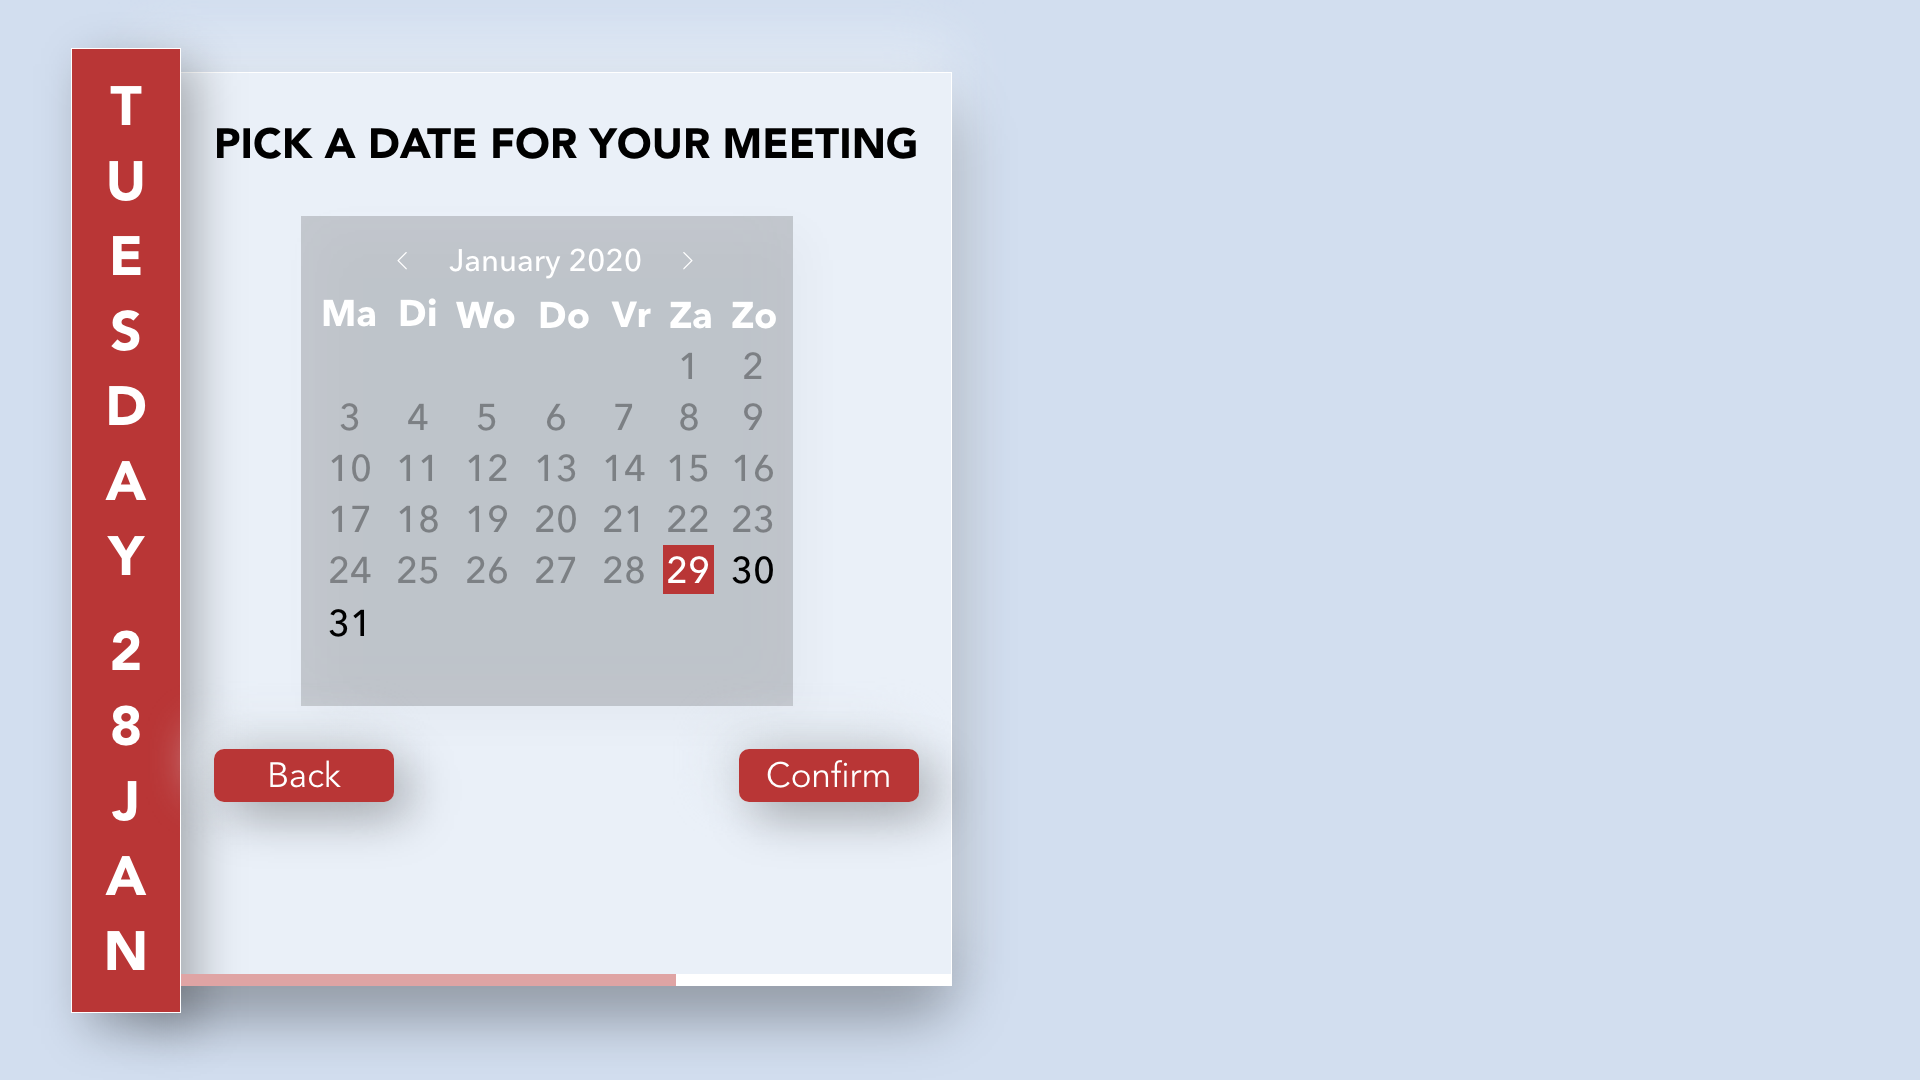 TUESDAY 28 JAN
PICK A DATE FOR YOUR MEETING
January 2020
Ma Di Wo Do Vr Za Zo
1 2
3 4 5 6 7 8 9
10 11 12 13 14 15 16
17 18 19 20 21 22 23
24 25 26 27 28 29 30
31
Back
Confirm